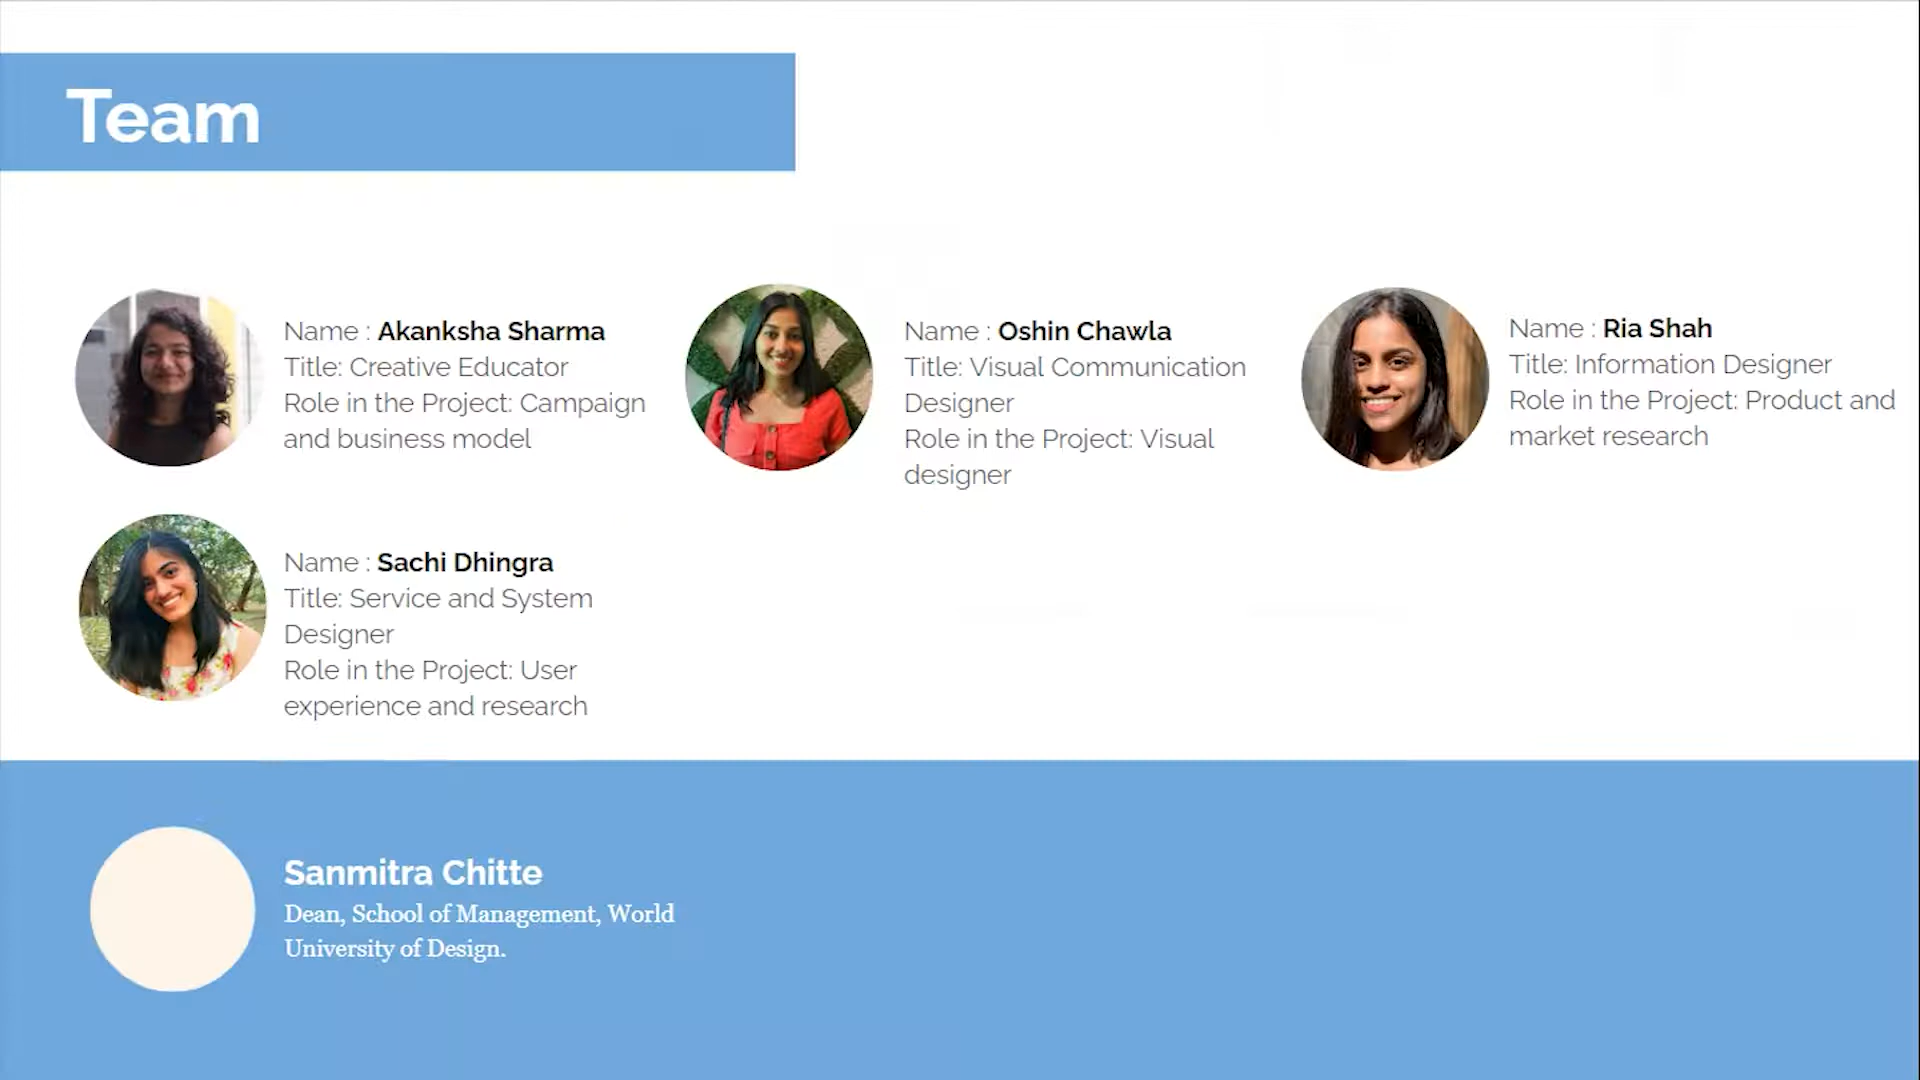 Team
Name : Akanksha Sharma
Title: Creative Educator
Role in the Project: Campaign
and business model
Name : Oshin Chawla
Title: Visual Communication
Designer
Role in the Project: Visual
designer
Name : Ria Shah
Title: Information Designer
Role in the Project: Product and
market research
Name : Sachi Dhingra
Title: Service and System
Designer
Role in the Project: User
experience and research
Sanmitra Chitte
Dean, School of Management, World
University of Design.